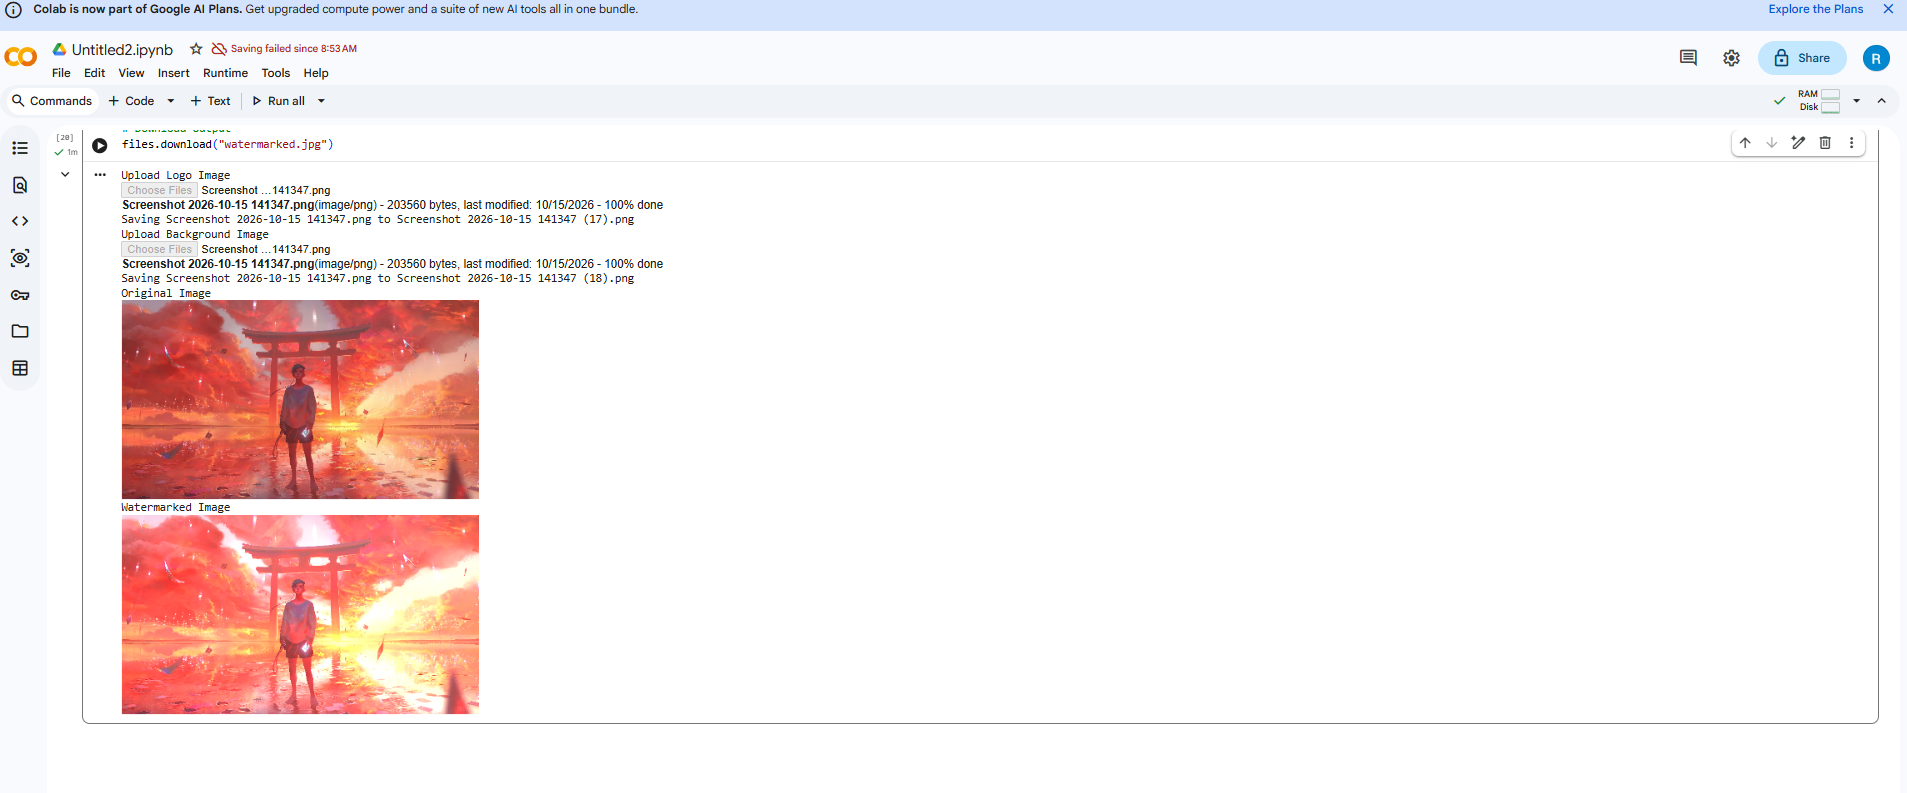 Colab is now part of Google AI Plans. Get upgraded compute power and a suite of new AI tools all in one bundle.
Explore the Plans
CO
Untitled2.ipynb
Saving failed since 8:53 AM
File Edit View Insert Runtime Tools Help
Share
R
Commands + Code + Text Run all
RAM
Disk
[20]
# Download output
1m
files.download("watermarked.jpg")
Upload Logo Image
Choose Files Screenshot ...141347.png
Screenshot 2026-10-15 141347.png(image/png) - 203560 bytes, last modified: 10/15/2026 - 100% done
Saving Screenshot 2026-10-15 141347.png to Screenshot 2026-10-15 141347 (17).png
Upload Background Image
Choose Files Screenshot ...141347.png
Screenshot 2026-10-15 141347.png(image/png) - 203560 bytes, last modified: 10/15/2026 - 100% done
Saving Screenshot 2026-10-15 141347.png to Screenshot 2026-10-15 141347 (18).png
Original Image
Watermarked Image